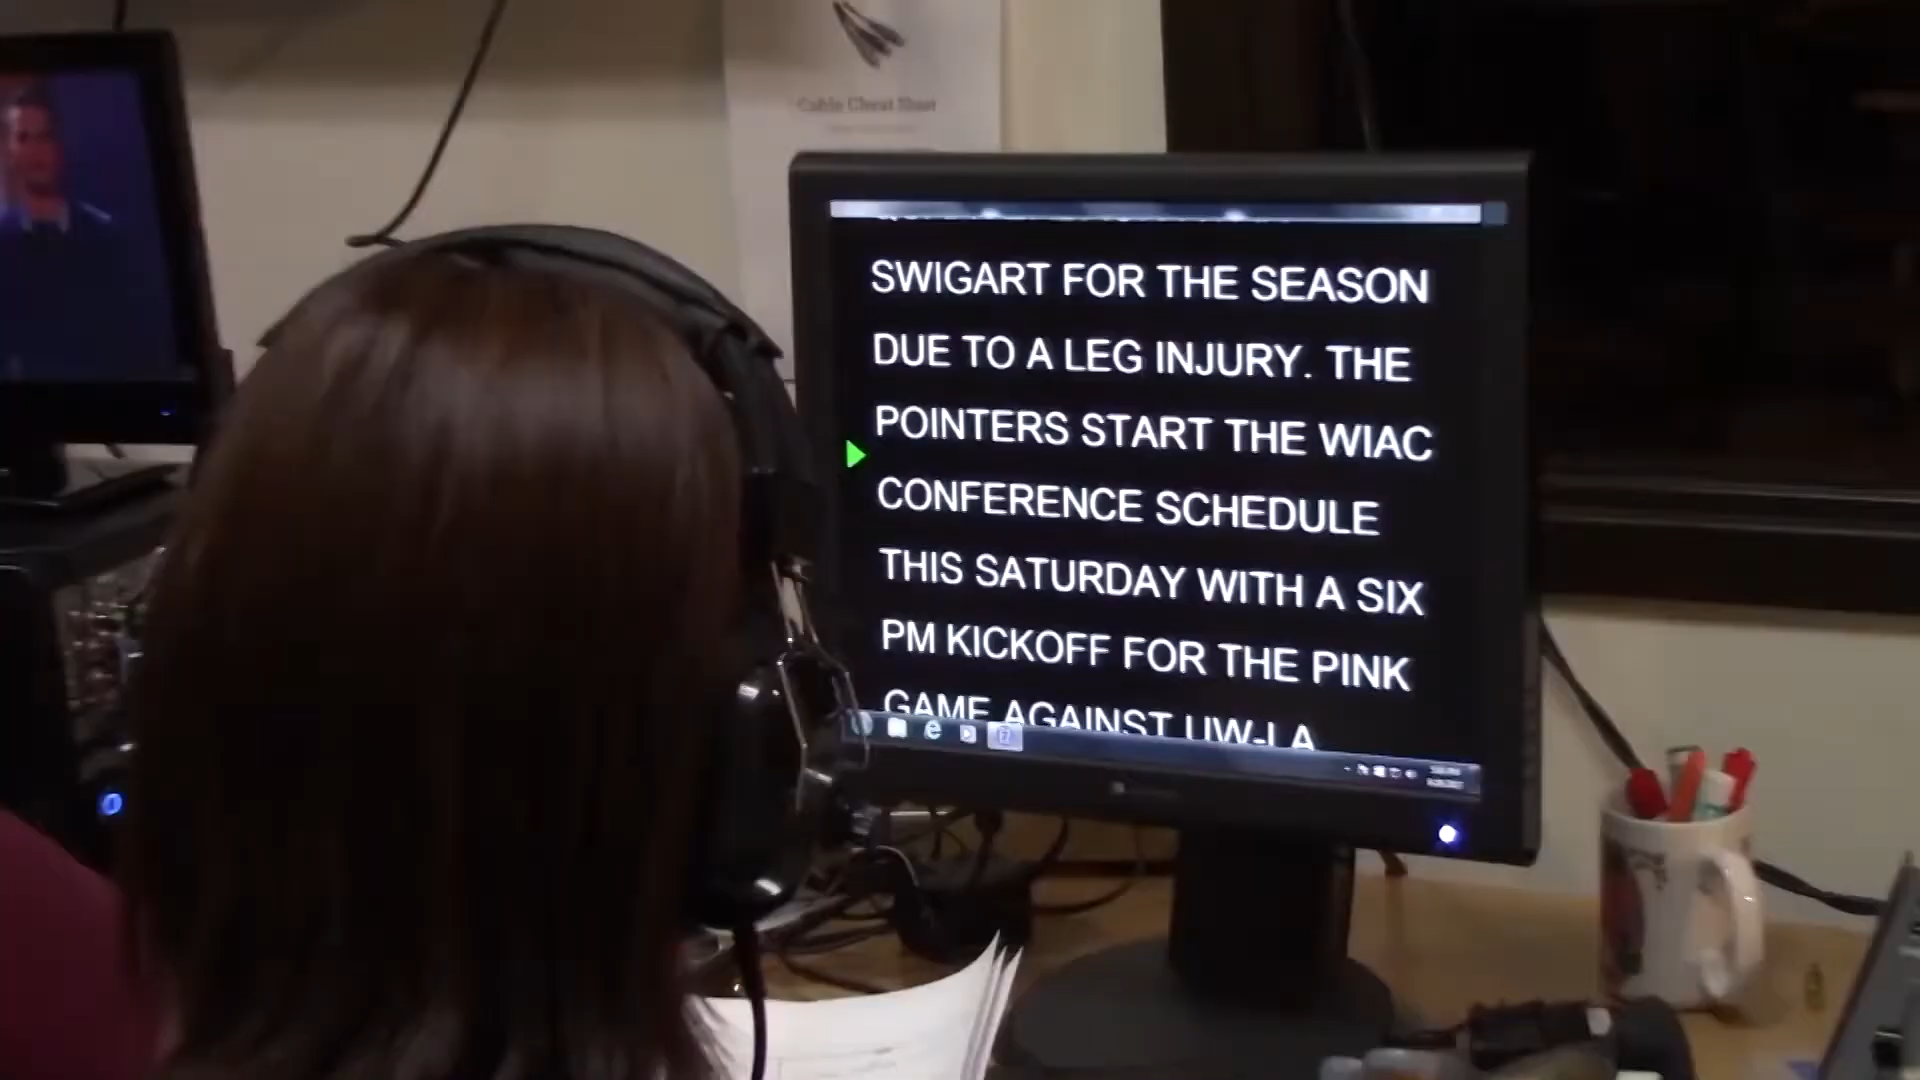 Cable Cheat Sheet
SWIGART FOR THE SEASON
DUE TO A LEG INJURY. THE
POINTERS START THE WIAC
CONFERENCE SCHEDULE
THIS SATURDAY WITH A SIX
PM KICKOFF FOR THE PINK
GAME AGAINST UW-LA